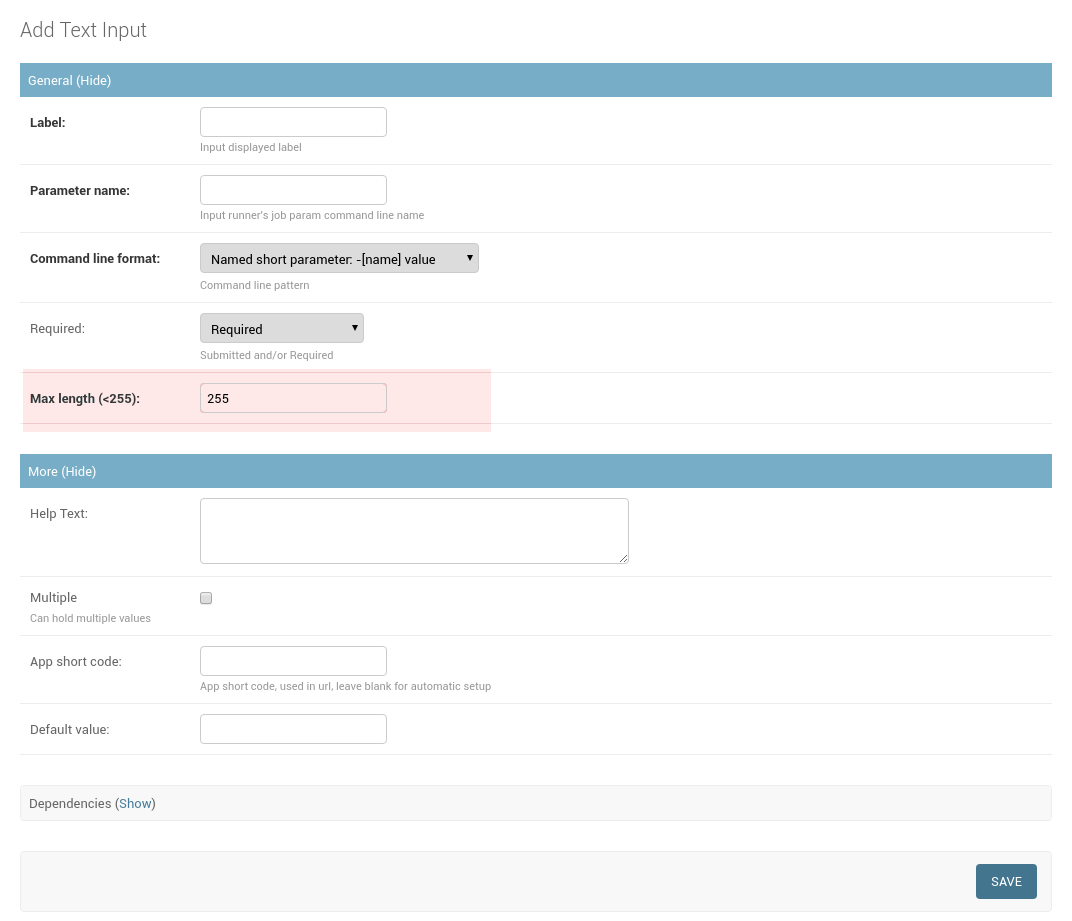 Add Text Input
General (Hide)
Label:
Input displayed label
Parameter name:
Input runner's job param command line name
Command line format:
Named short parameter: -[name] value
Command line pattern
Required:
Required
Submitted and/or Required
Max length (<255):
255
More (Hide)
Help Text:
Multiple
Can hold multiple values
App short code:
App short code, used in url, leave blank for automatic setup
Default value:
Dependencies (Show)
SAVE